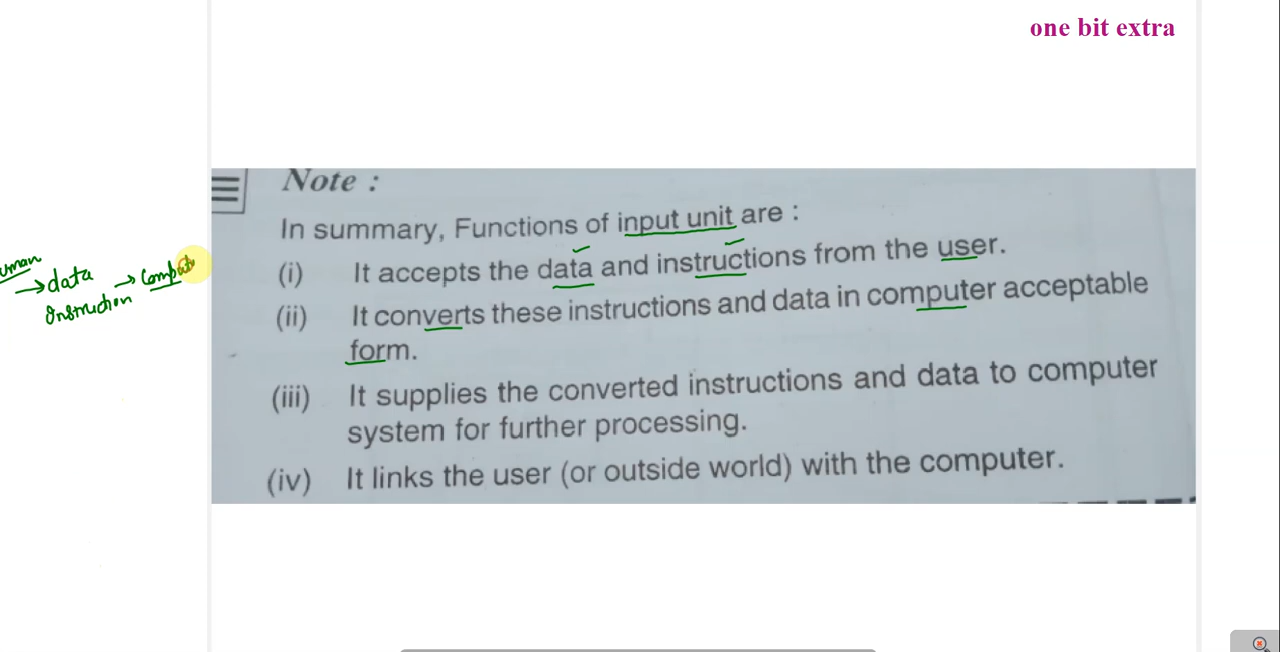 one bit extra
Note :
In summary, Functions of input unit are :
(i) It accepts the data and instructions from the user.
(ii) It converts these instructions and data in computer acceptable
form.
(iii) It supplies the converted instructions and data to computer
system for further processing.
(iv) It links the user (or outside world) with the computer.
uman
→ data →
Instruction